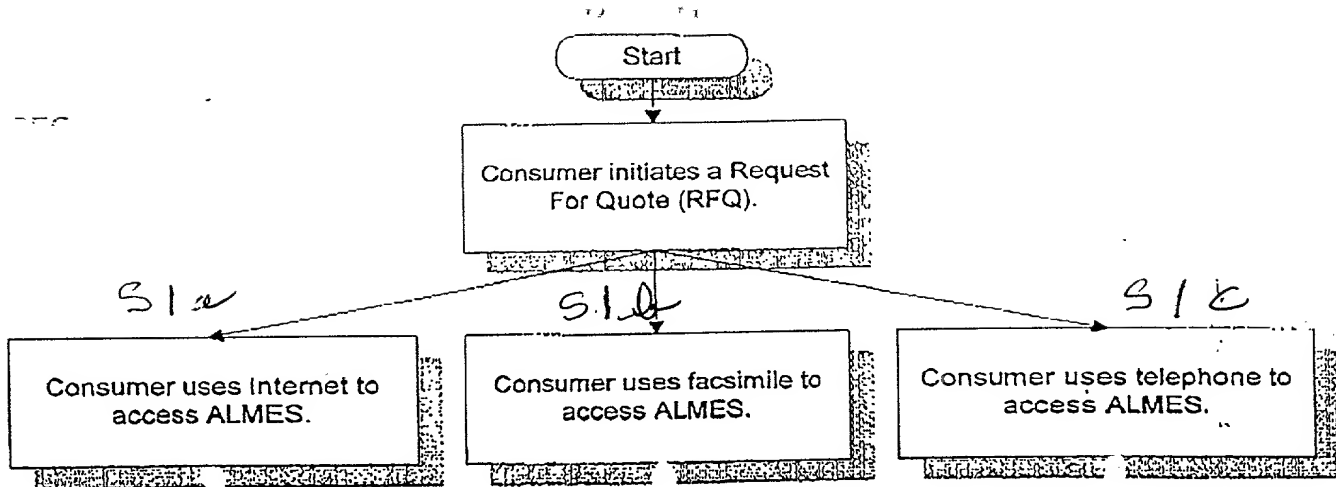 Start
Consumer initiates a Request
For Quote (RFQ).
S1a
S1b
S1c
Consumer uses Internet to
access ALMES.
Consumer uses facsimile to
access ALMES.
Consumer uses telephone to
access ALMES.